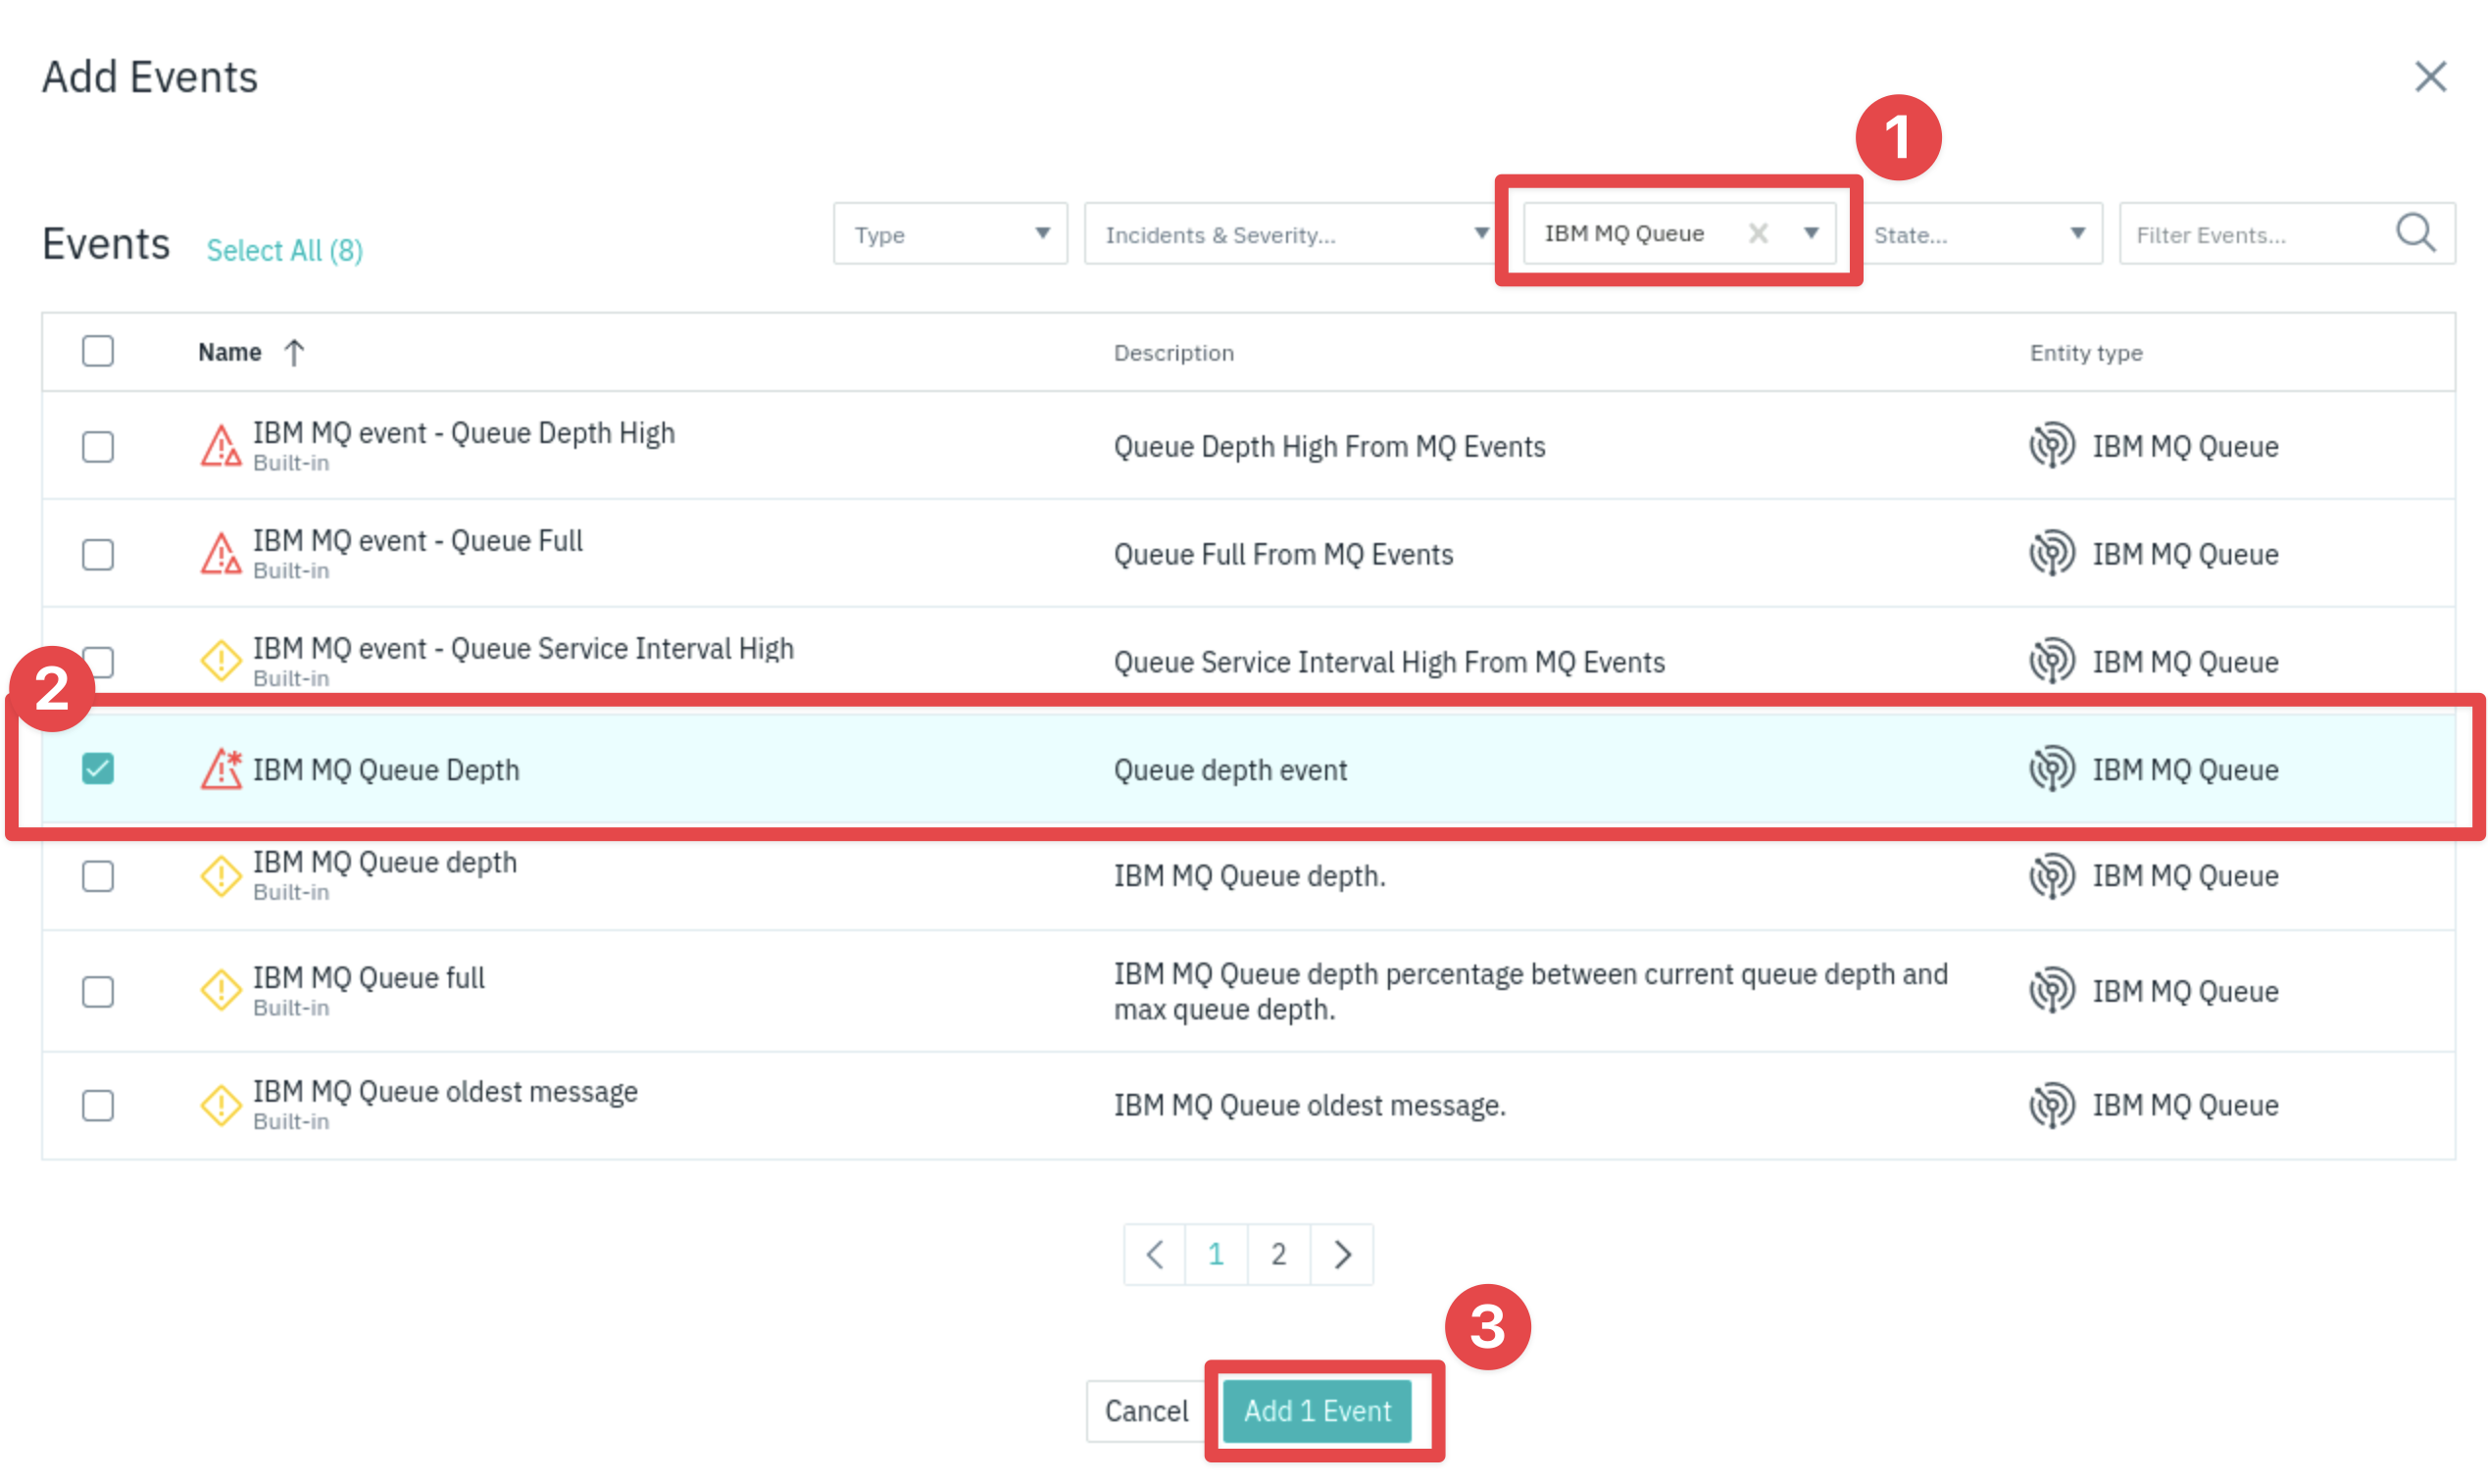 Add Events
1
Events Select All (8) Type Incidents & Severity... IBM MQ Queue State... Filter Events...
Name Description Entity type
IBM MQ event - Queue Depth High
Built-in
Queue Depth High From MQ Events
IBM MQ Queue
IBM MQ event - Queue Full
Built-in
Queue Full From MQ Events
IBM MQ Queue
IBM MQ event - Queue Service Interval High
Built-in
Queue Service Interval High From MQ Events
IBM MQ Queue
2
IBM MQ Queue Depth
Queue depth event
IBM MQ Queue
IBM MQ Queue depth
Built-in
IBM MQ Queue depth.
IBM MQ Queue
IBM MQ Queue full
Built-in
IBM MQ Queue depth percentage between current queue depth and
max queue depth.
IBM MQ Queue
IBM MQ Queue oldest message
Built-in
IBM MQ Queue oldest message.
IBM MQ Queue
1 2
3
Cancel Add 1 Event